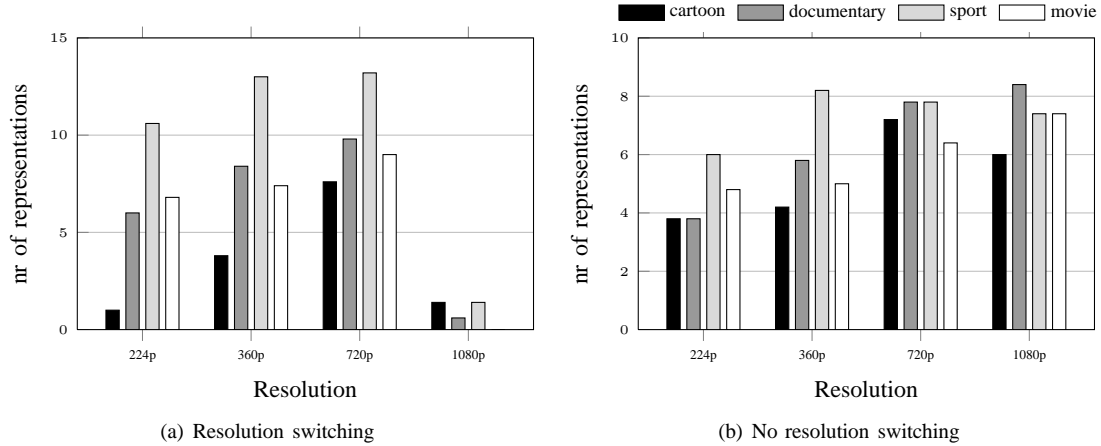 cartoon documentary sport movie
15
10
5
0
nr of representations
224p 360p 720p 1080p
Resolution
(a) Resolution switching
10
8
6
4
2
0
nr of representations
224p 360p 720p 1080p
Resolution
(b) No resolution switching